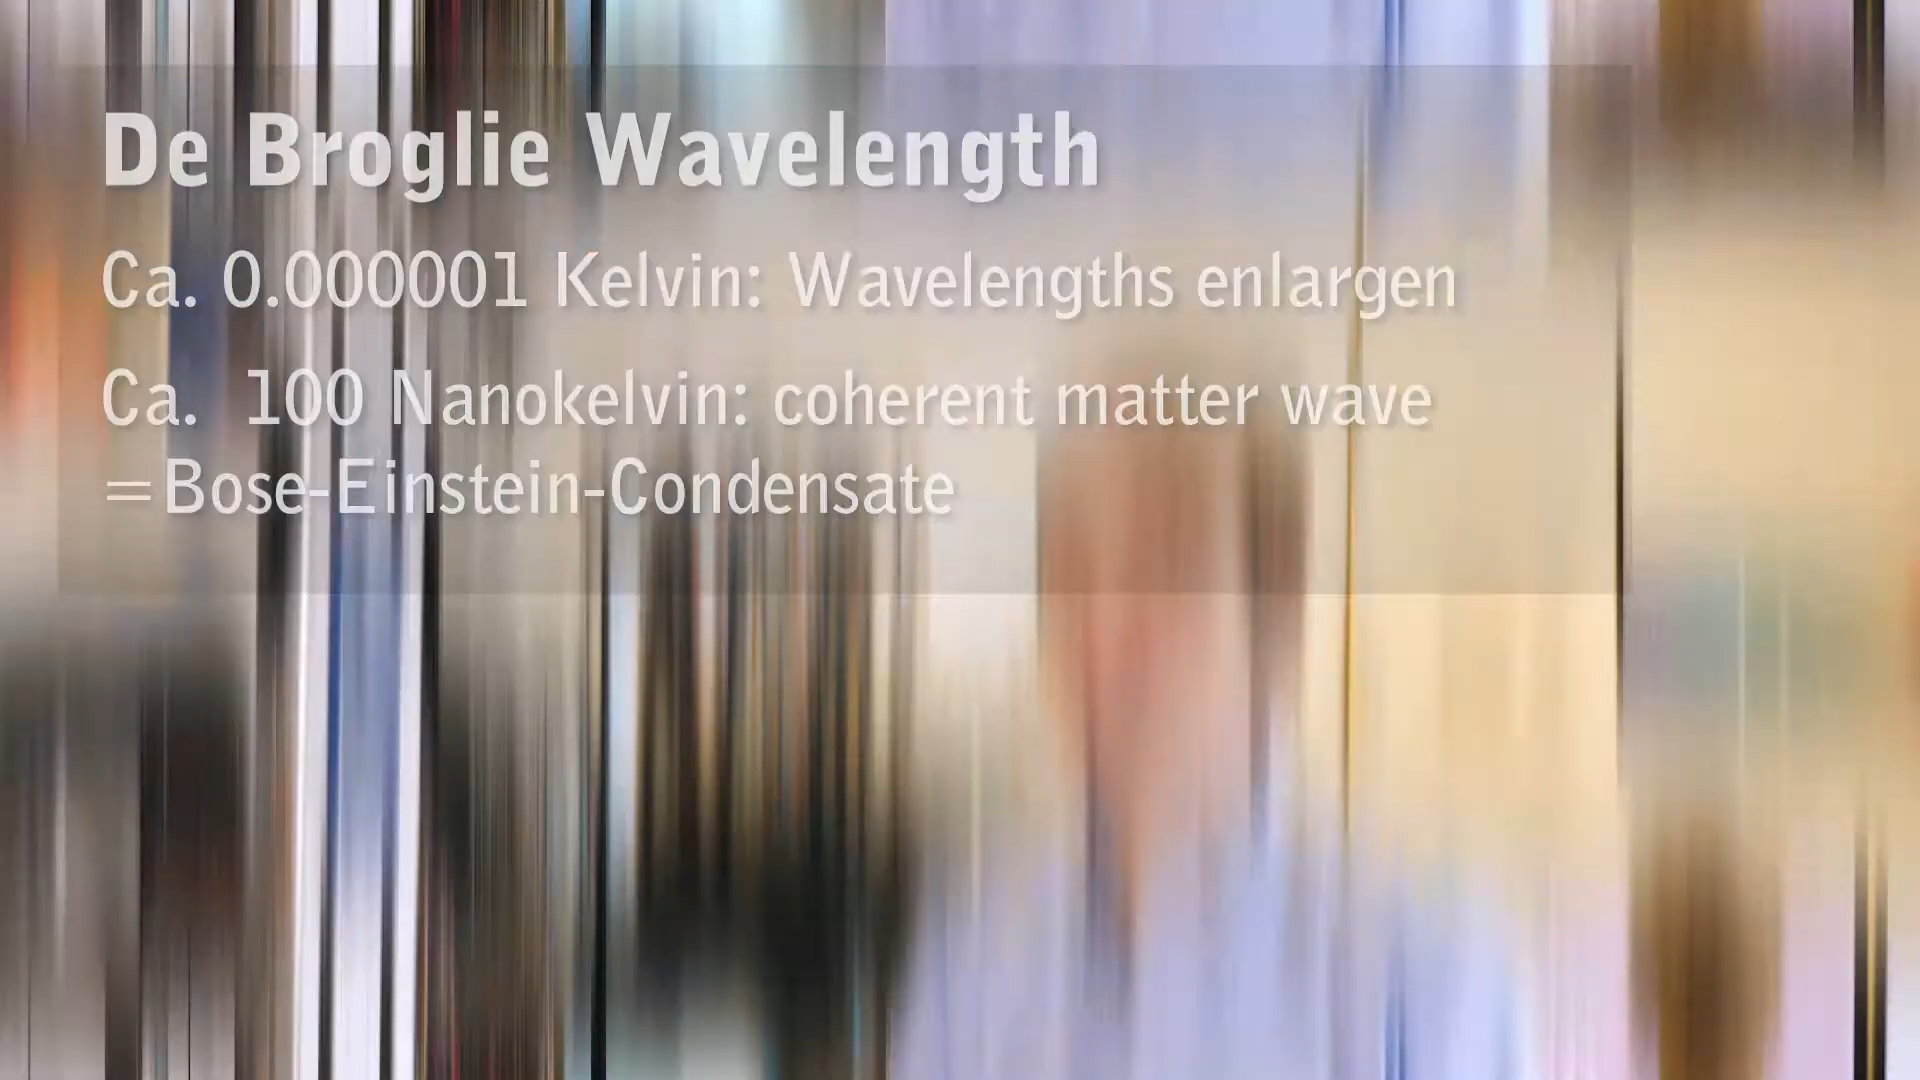 De Broglie Wavelength
Ca. 0.000001 Kelvin: Wavelengths enlargen
Ca. 100 Nanokelvin: coherent matter wave
=Bose-Einstein-Condensate